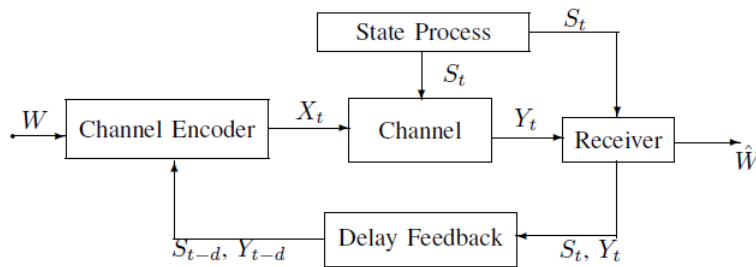 State Process
S_t
S_t
W
Channel Encoder
X_t
Channel
Y_t
Receiver
Ŵ
S_{t−d}, Y_{t−d}
Delay Feedback
S_t, Y_t